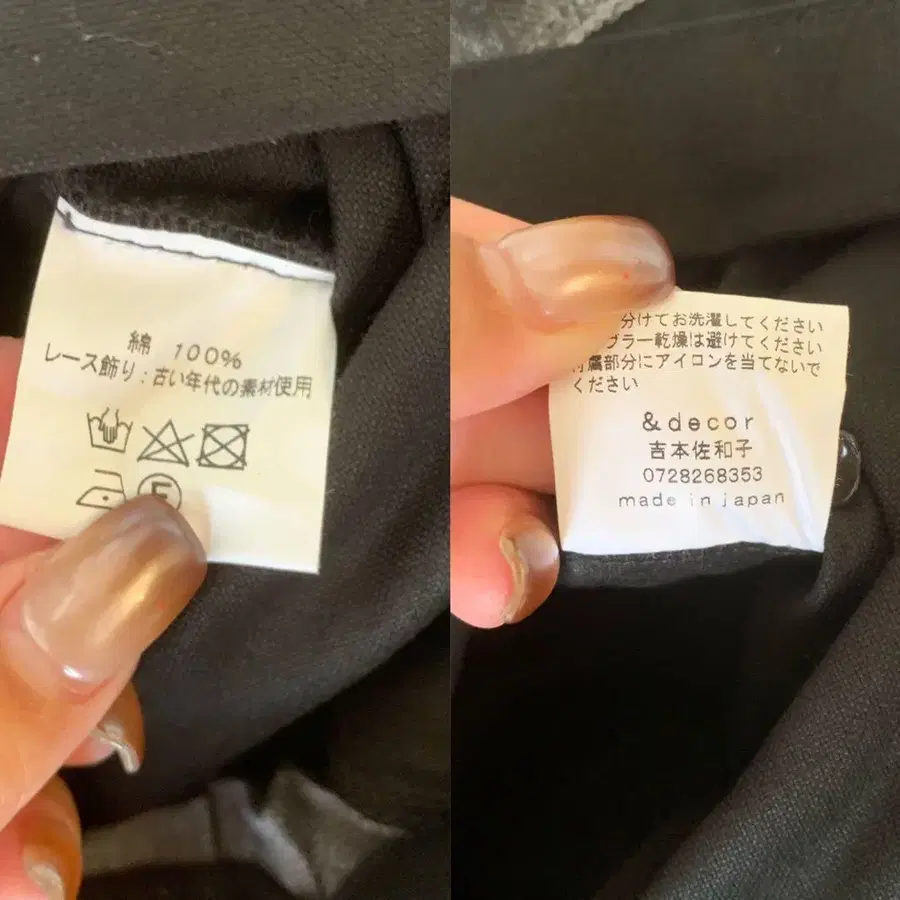 綿 100%
レース飾り:古い年代の素材使用
分けてお洗濯してください
ブラー乾燥は避けてください
付属部分にアイコンを当てないで
ください
&decor
吉本佐和子
0728268353
made in japan